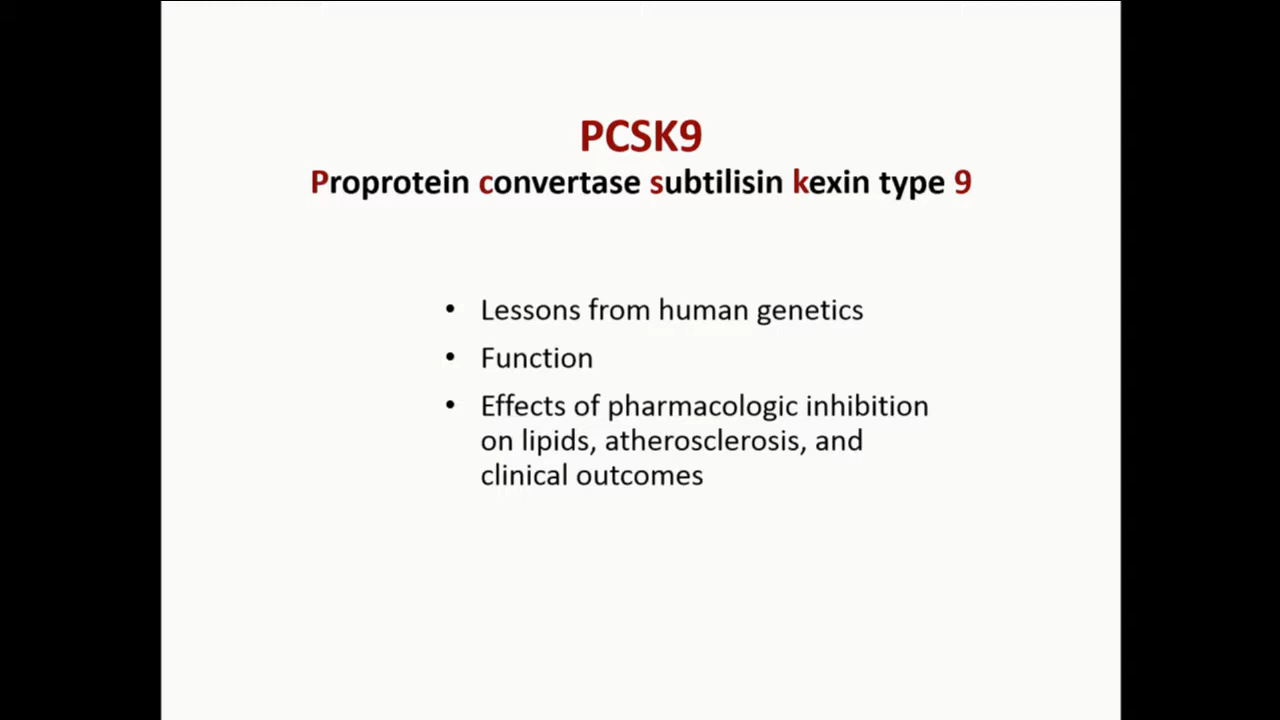 PCSK9
Proprotein convertase subtilisin kexin type 9
• Lessons from human genetics
• Function
• Effects of pharmacologic inhibition
on lipids, atherosclerosis, and
clinical outcomes